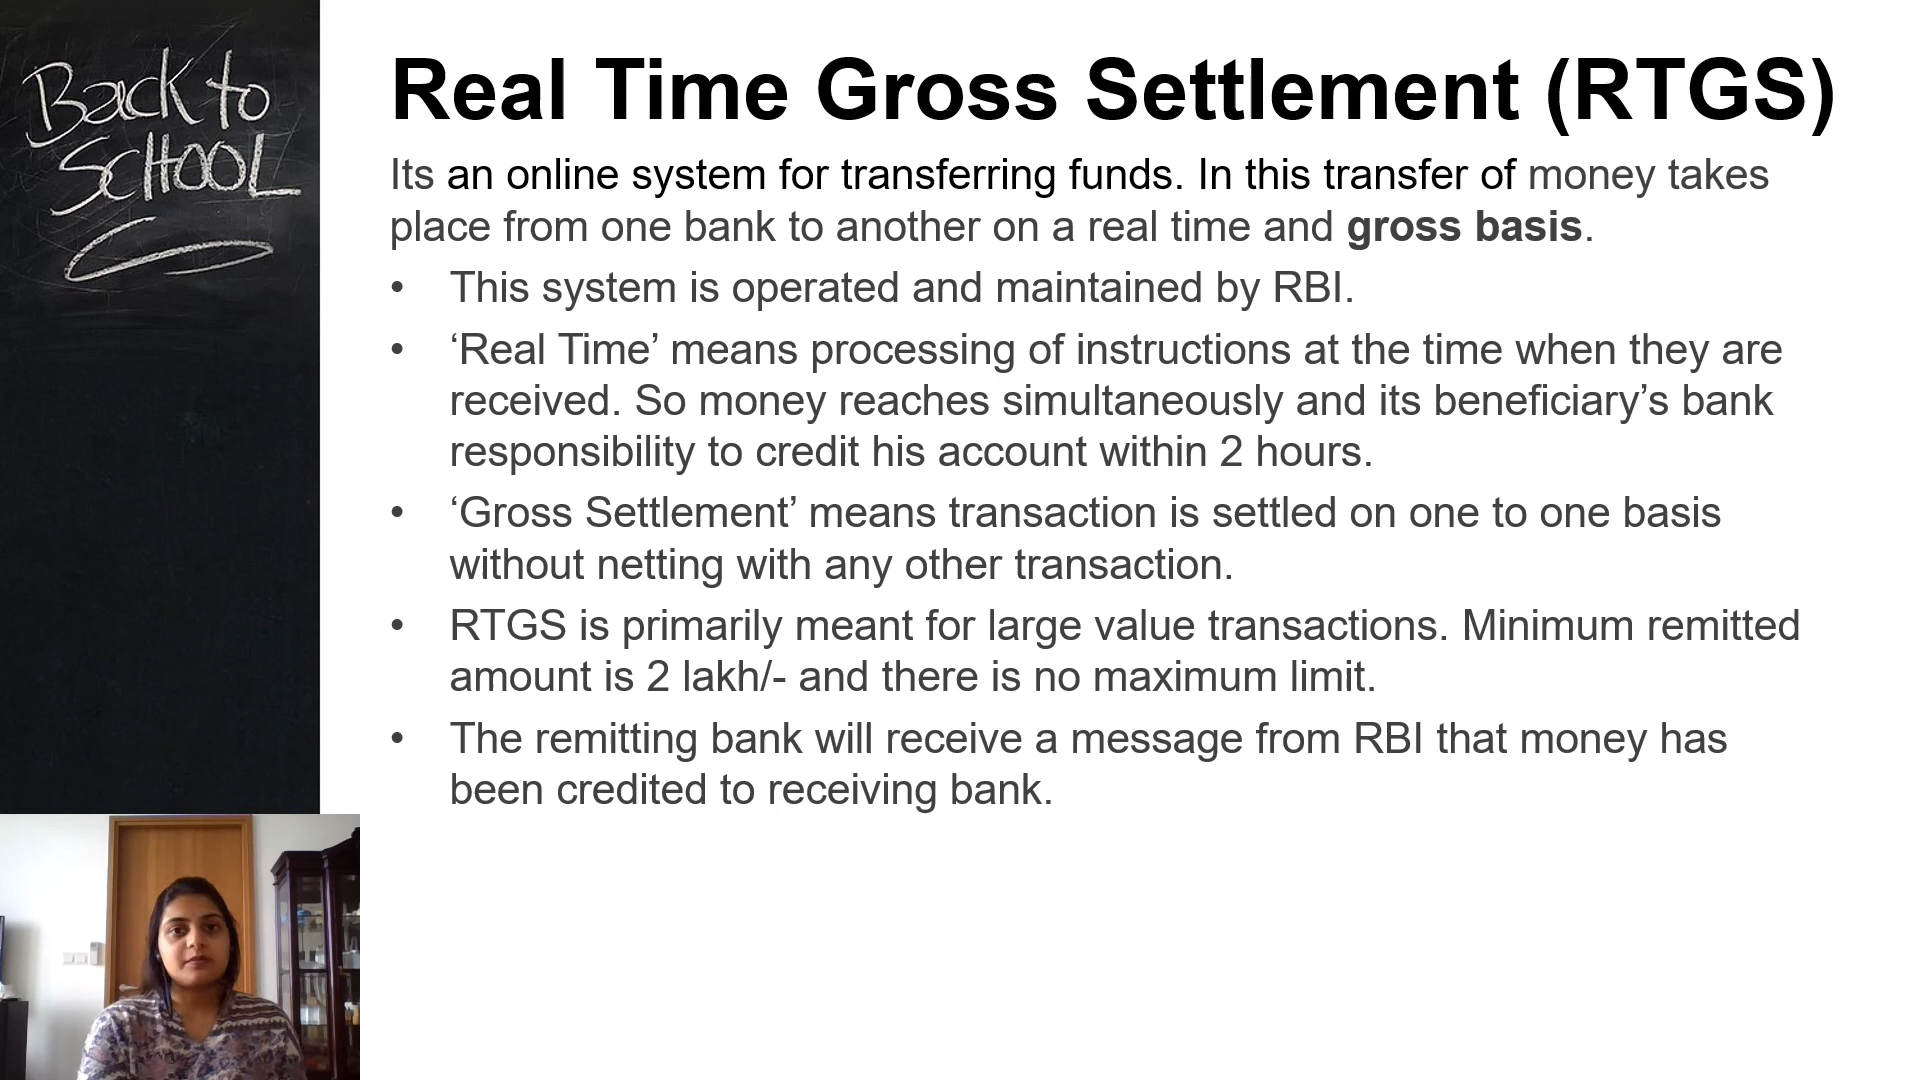 Back to
SCHOOL
Real Time Gross Settlement (RTGS)
Its an online system for transferring funds. In this transfer of money takes
place from one bank to another on a real time and gross basis.
• This system is operated and maintained by RBI.
• ‘Real Time’ means processing of instructions at the time when they are
received. So money reaches simultaneously and its beneficiary’s bank
responsibility to credit his account within 2 hours.
• ‘Gross Settlement’ means transaction is settled on one to one basis
without netting with any other transaction.
• RTGS is primarily meant for large value transactions. Minimum remitted
amount is 2 lakh/- and there is no maximum limit.
• The remitting bank will receive a message from RBI that money has
been credited to receiving bank.